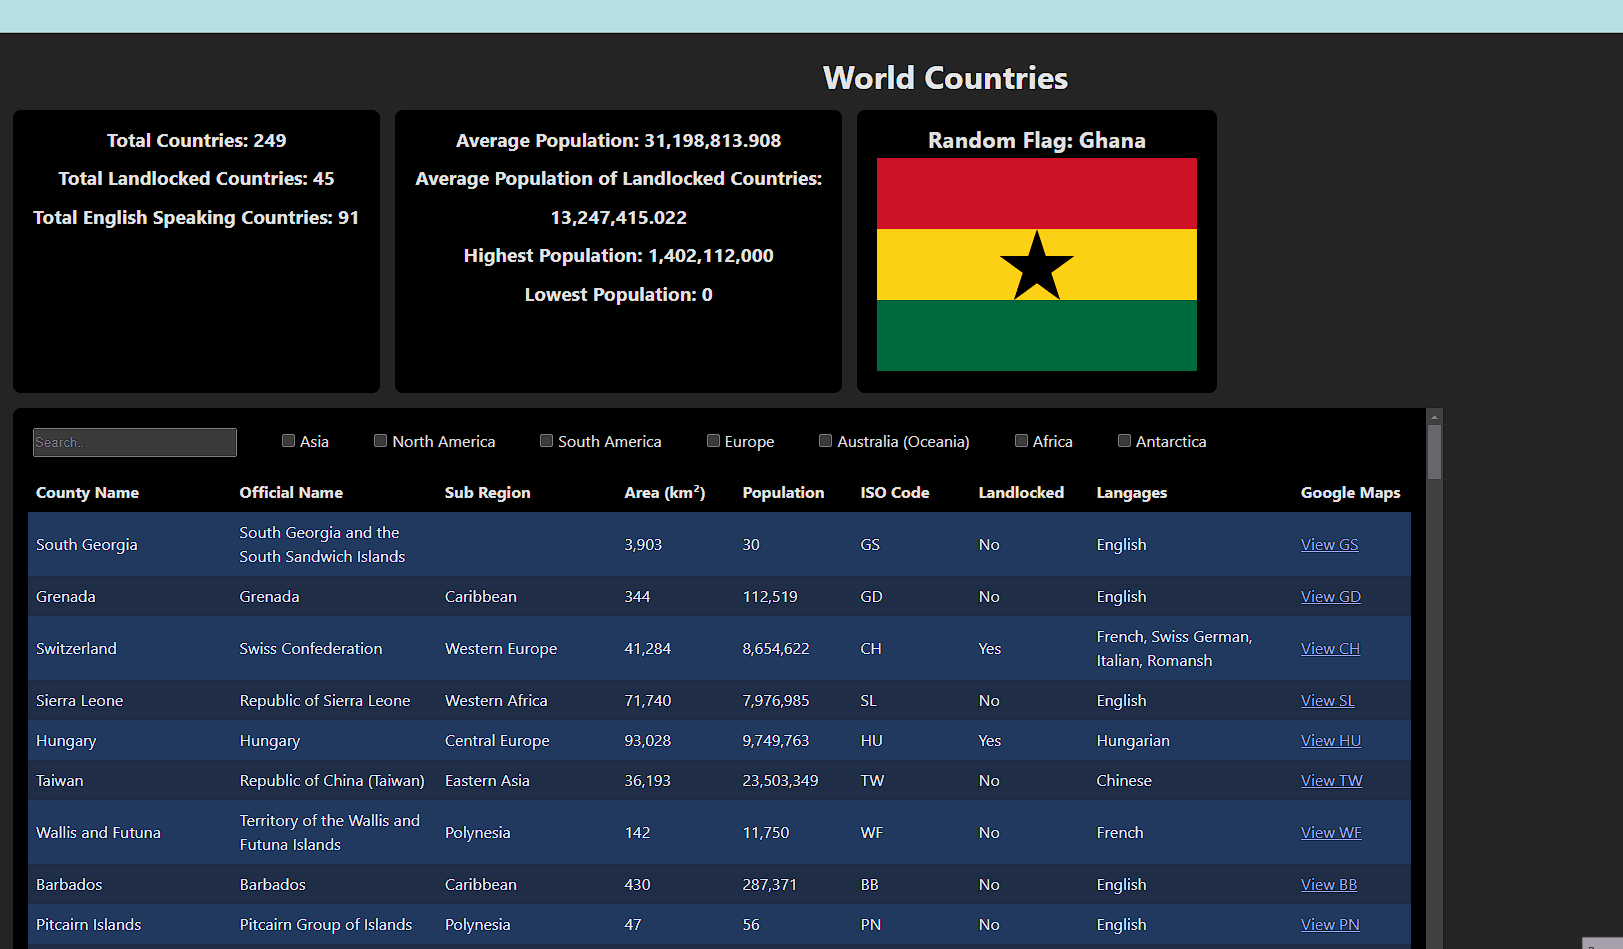 World Countries
Total Countries: 249
Total Landlocked Countries: 45
Total English Speaking Countries: 91
Average Population: 31,198,813.908
Average Population of Landlocked Countries:
13,247,415.022
Highest Population: 1,402,112,000
Lowest Population: 0
Random Flag: Ghana
Search...
Asia
North America
South America
Europe
Australia (Oceania)
Africa
Antarctica
County Name Official Name Sub Region Area (km²) Population ISO Code Landlocked Langages Google Maps
South Georgia South Georgia and the
South Sandwich Islands 3,903 30 GS No English View GS
Grenada Grenada Caribbean 344 112,519 GD No English View GD
Switzerland Swiss Confederation Western Europe 41,284 8,654,622 CH Yes French, Swiss German,
Italian, Romansh View CH
Sierra Leone Republic of Sierra Leone Western Africa 71,740 7,976,985 SL No English View SL
Hungary Hungary Central Europe 93,028 9,749,763 HU Yes Hungarian View HU
Taiwan Republic of China (Taiwan) Eastern Asia 36,193 23,503,349 TW No Chinese View TW
Wallis and Futuna Territory of the Wallis and
Futuna Islands Polynesia 142 11,750 WF No French View WF
Barbados Barbados Caribbean 430 287,371 BB No English View BB
Pitcairn Islands Pitcairn Group of Islands Polynesia 47 56 PN No English View PN